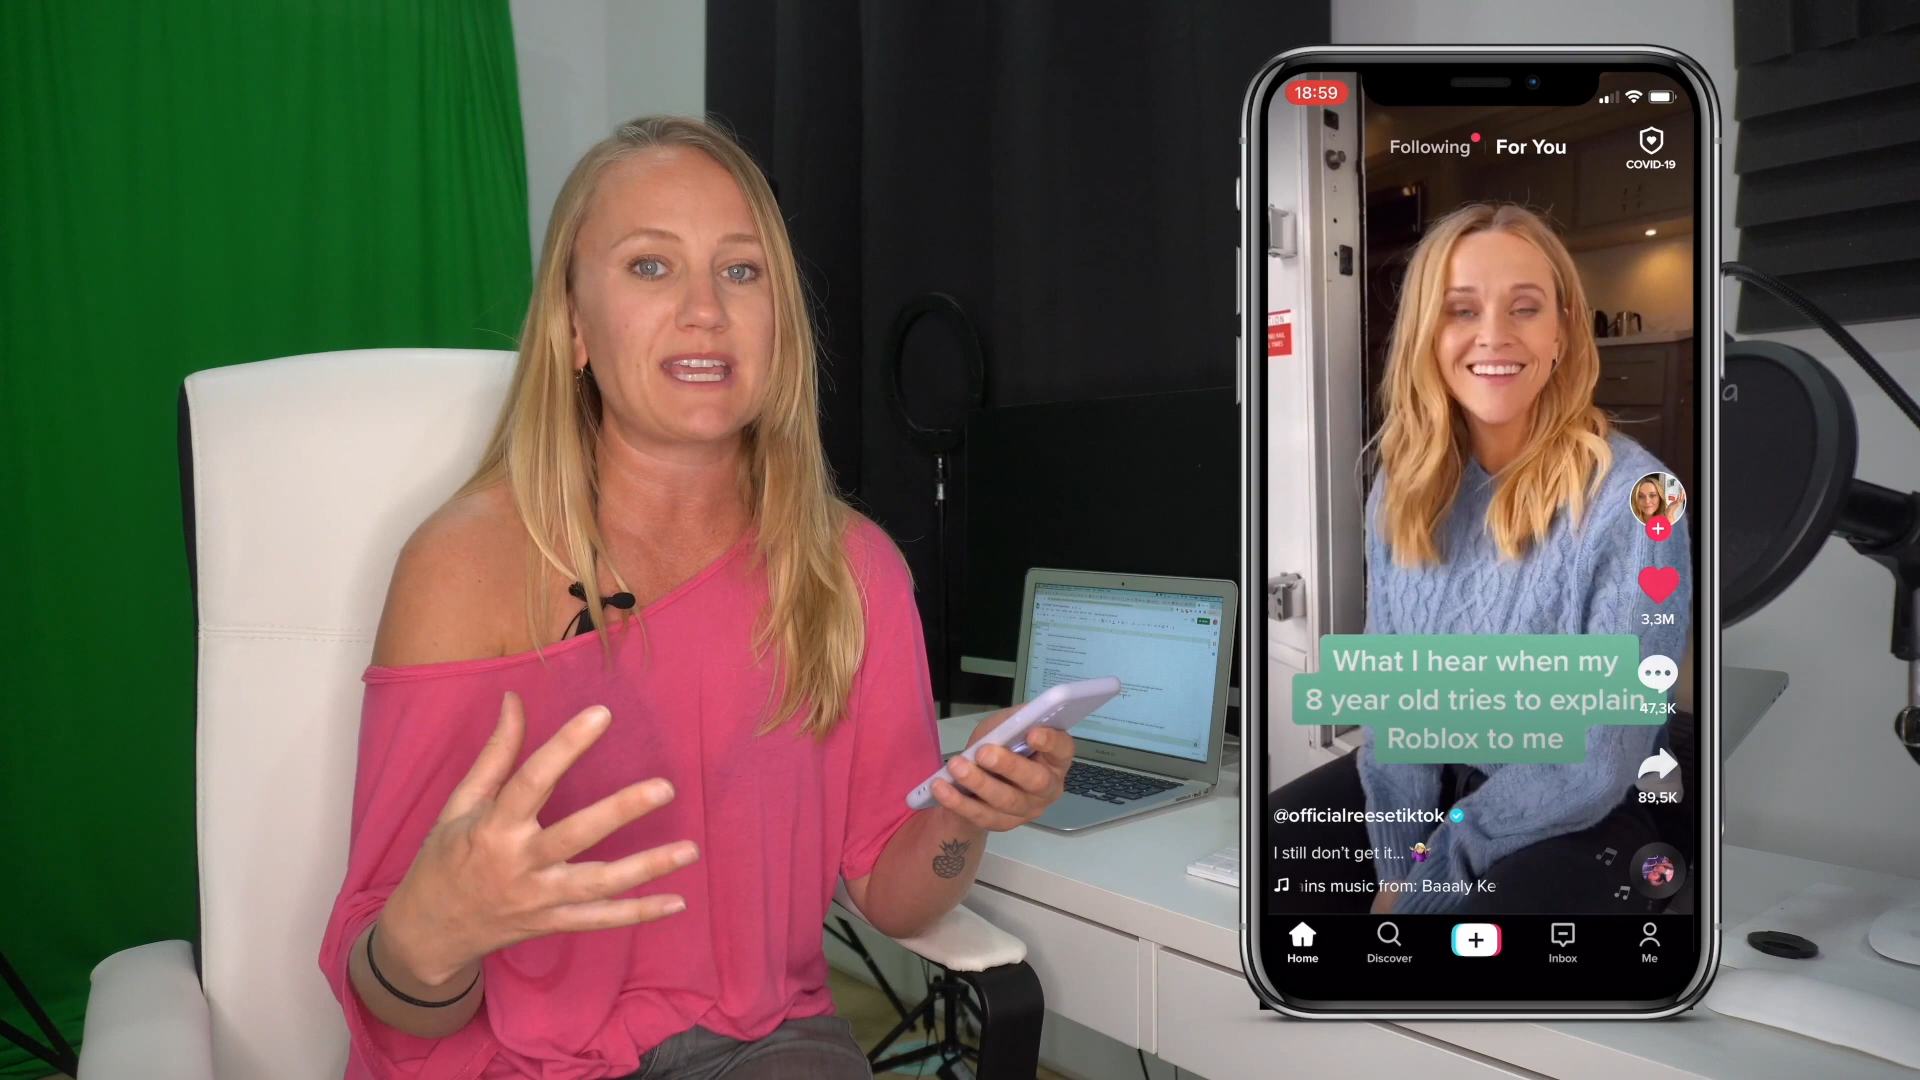 18:59
Following
For You
COVID-19
3,3M
What I hear when my
8 year old tries to explain
Roblox to me
47,3K
89,5K
@officialreesetiktok
I still don't get it...
ins music from: Baaaly Ke
Home
Discover
Inbox
Me